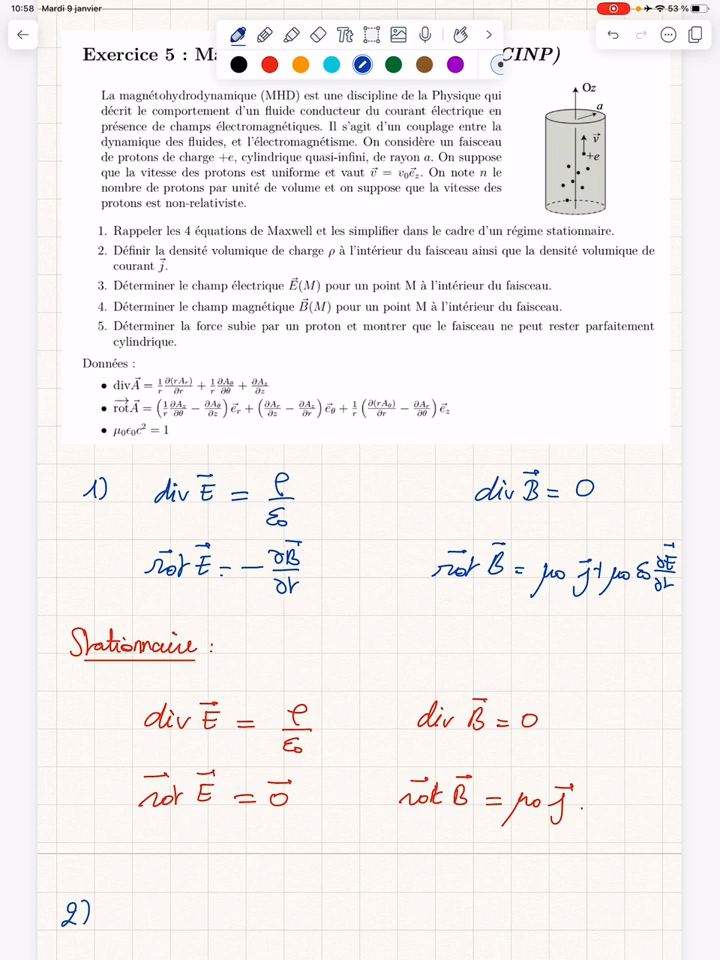 10:58 Mardi 9 janvier 53 %
Exercice 5 : Ma CINP)
La magnétohydrodynamique (MHD) est une discipline de la Physique qui
décrit le comportement d'un fluide conducteur du courant électrique en
présence de champs électromagnétiques. Il s'agit d'un couplage entre la
dynamique des fluides, et l'électromagnétisme. On considère un faisceau
de protons de charge +e, cylindrique quasi-infini, de rayon a. On suppose
que la vitesse des protons est uniforme et vaut v⃗ = v₀e⃗z. On note n le
nombre de protons par unité de volume et on suppose que la vitesse des
protons est non-relativiste.
Oz
a
v⃗
+e
1. Rappeler les 4 équations de Maxwell et les simplifier dans le cadre d'un régime stationnaire.
2. Définir la densité volumique de charge ρ à l'intérieur du faisceau ainsi que la densité volumique de
courant j⃗.
3. Déterminer le champ électrique E⃗(M) pour un point M à l'intérieur du faisceau.
4. Déterminer le champ magnétique B⃗(M) pour un point M à l'intérieur du faisceau.
5. Déterminer la force subie par un proton et montrer que le faisceau ne peut rester parfaitement
cylindrique.
Données :
• divA⃗ = 1/r ∂(rAr)/∂r + 1/r ∂Aθ/∂θ + ∂Az/∂z
• rot⃗A⃗ = (1/r ∂Az/∂θ − ∂Aθ/∂z) e⃗r + (∂Ar/∂z − ∂Az/∂r) e⃗θ + 1/r (∂(rAθ)/∂r − ∂Ar/∂θ) e⃗z
• μ₀ε₀c² = 1
1) div E⃗ = ρ/ε₀ div B⃗ = 0
rot⃗ E⃗ = − ∂B⃗/∂t rot⃗ B⃗ = μ₀ j⃗ + μ₀ ε₀ ∂E⃗/∂t
Stationnaire :
div E⃗ = ρ/ε₀ div B⃗ = 0
rot⃗ E⃗ = 0⃗ rot⃗ B⃗ = μ₀ j⃗.
2)